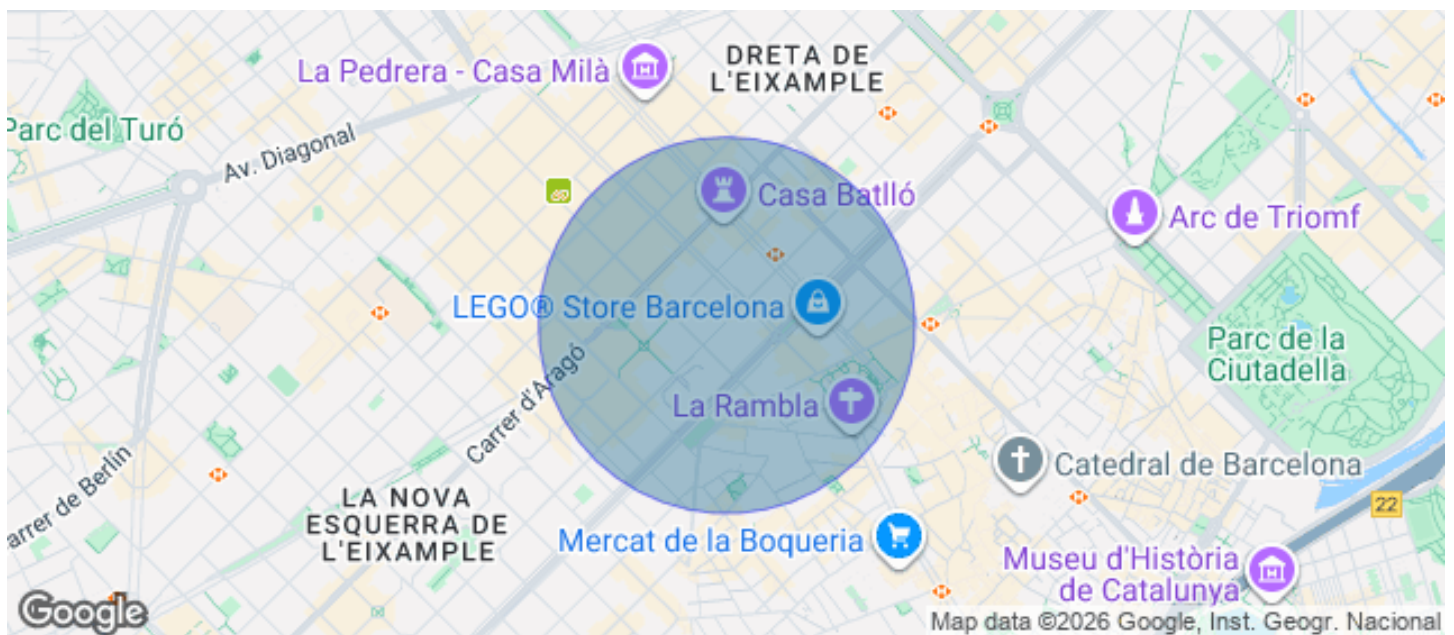 DRETA DE
L'EIXAMPLE
La Pedrera - Casa Milà
Parc del Turó
Av. Diagonal
Casa Batlló
Arc de Triomf
LEGO® Store Barcelona
Parc de la
Ciutadella
Carrer d'Aragó
La Rambla
Catedral de Barcelona
Carrer de Berlín
LA NOVA
ESQUERRA DE
L'EIXAMPLE
22
Mercat de la Boqueria
Museu d'Història
de Catalunya
Google
Map data ©2026 Google, Inst. Geogr. Nacional